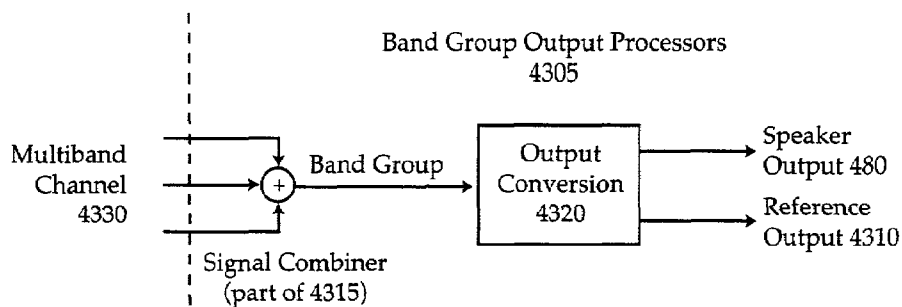 Band Group Output Processors
4305
Multiband
Channel
4330
+
Band Group
Output
Conversion
4320
Speaker
Output 480
Reference
Output 4310
Signal Combiner
(part of 4315)